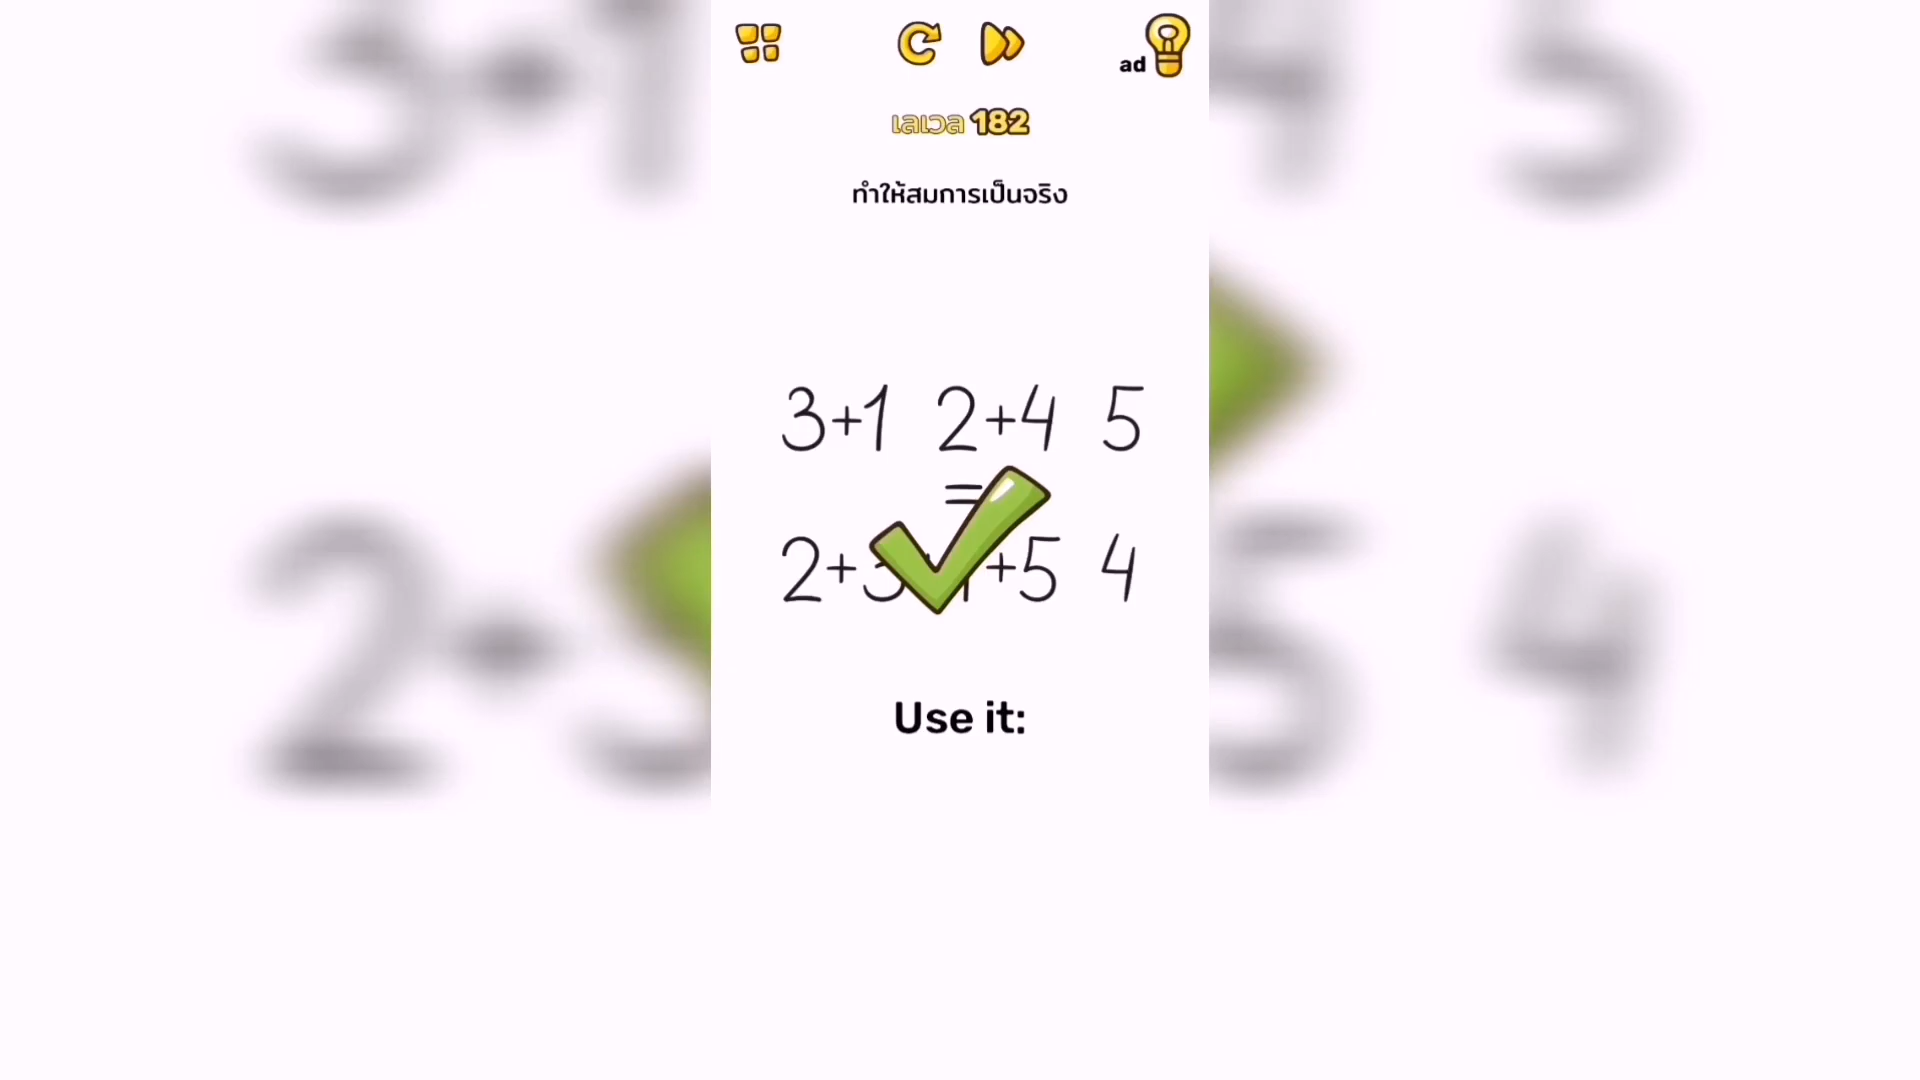 ad
เลเวล 182
ทำให้สมการเป็นจริง
3+1 2+4 5
=
2+3 +5 4
Use it: